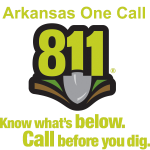 Arkansas One Call
811®
Know what's below.
Call before you dig.